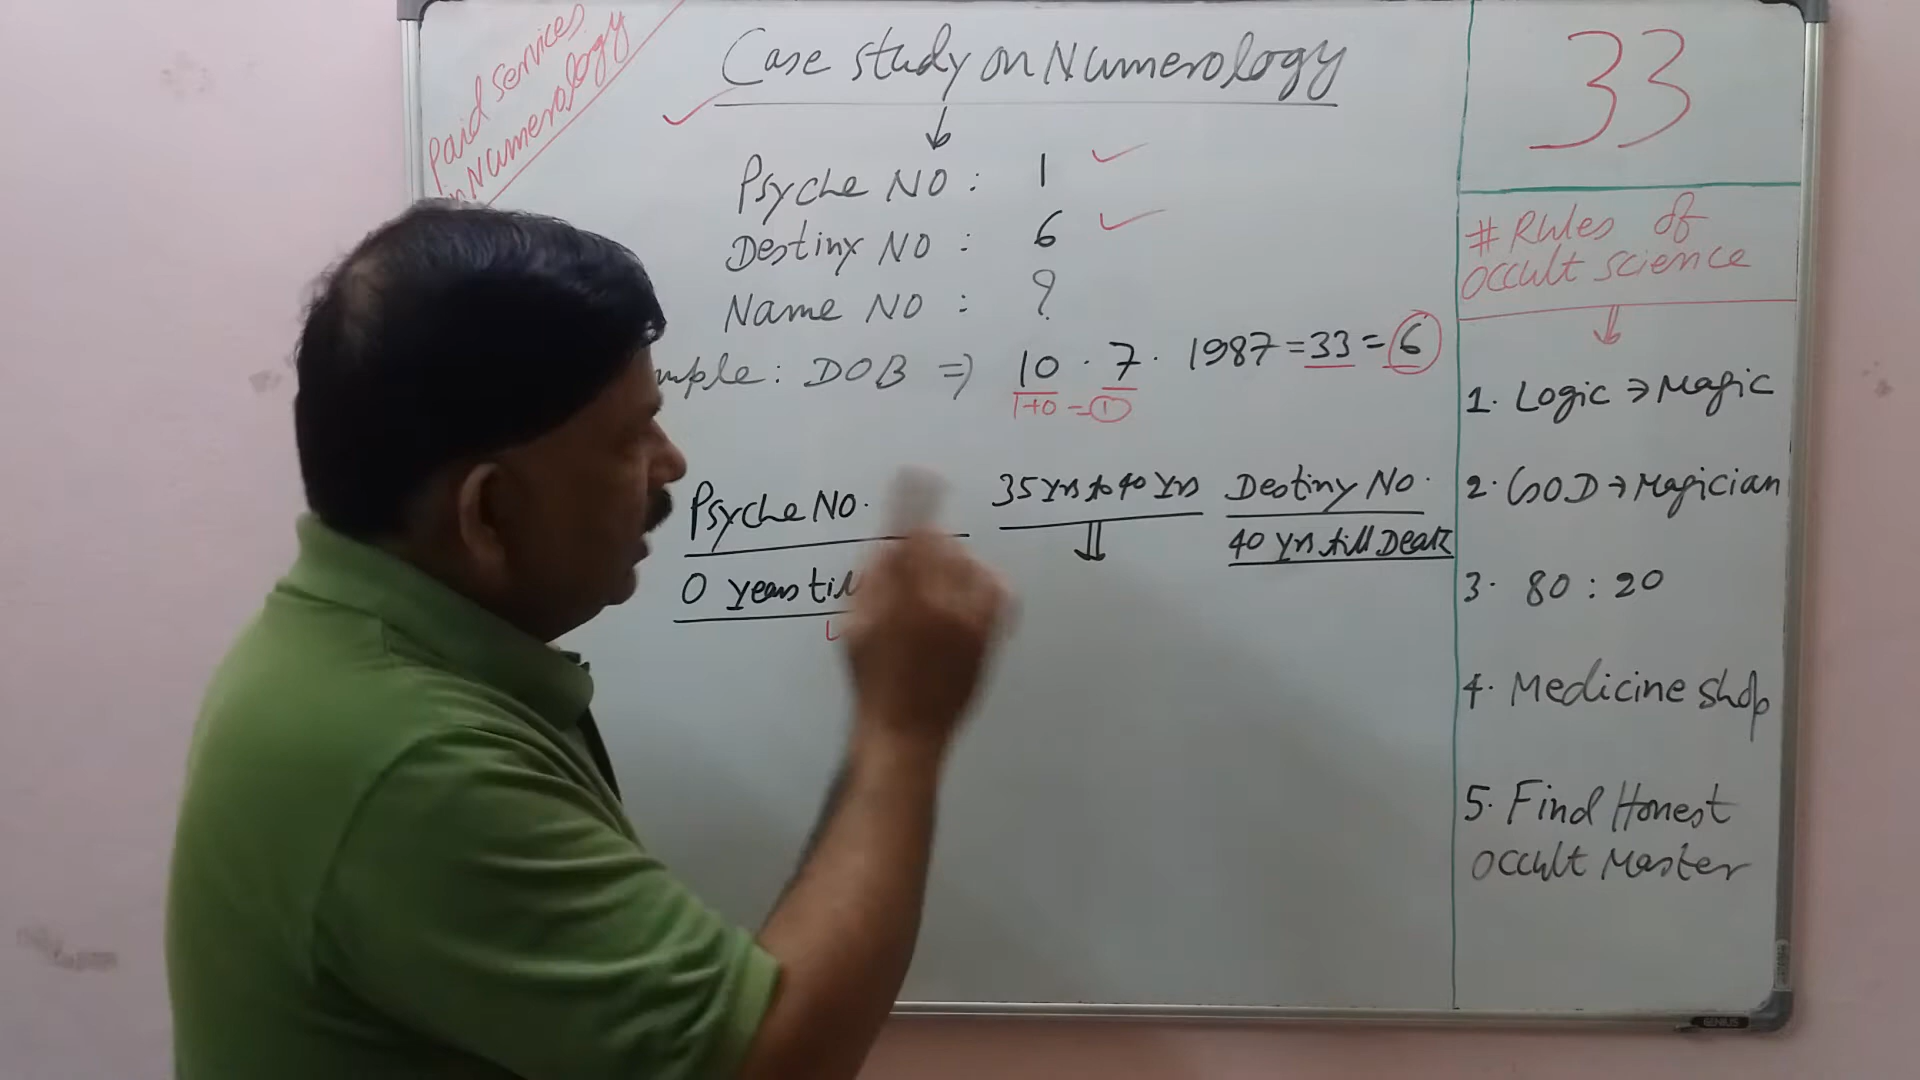 Paid services
in Numerology
Case study on Numerology
Psyche NO: 1
Destiny NO: 6
Name NO: ?
DOB => 10 . 7 . 1987 = 33 = 6
1+0 = 1
Psyche NO.
0 Years till
35 Yrs to 40 Yrs
Destiny NO.
40 Yrs till Death
33
# Rules of
occult science
1. Logic → Magic
2. GOD → Magician
3. 80 : 20
4. Medicine shop
5. Find Honest
occult Master
GENIUS